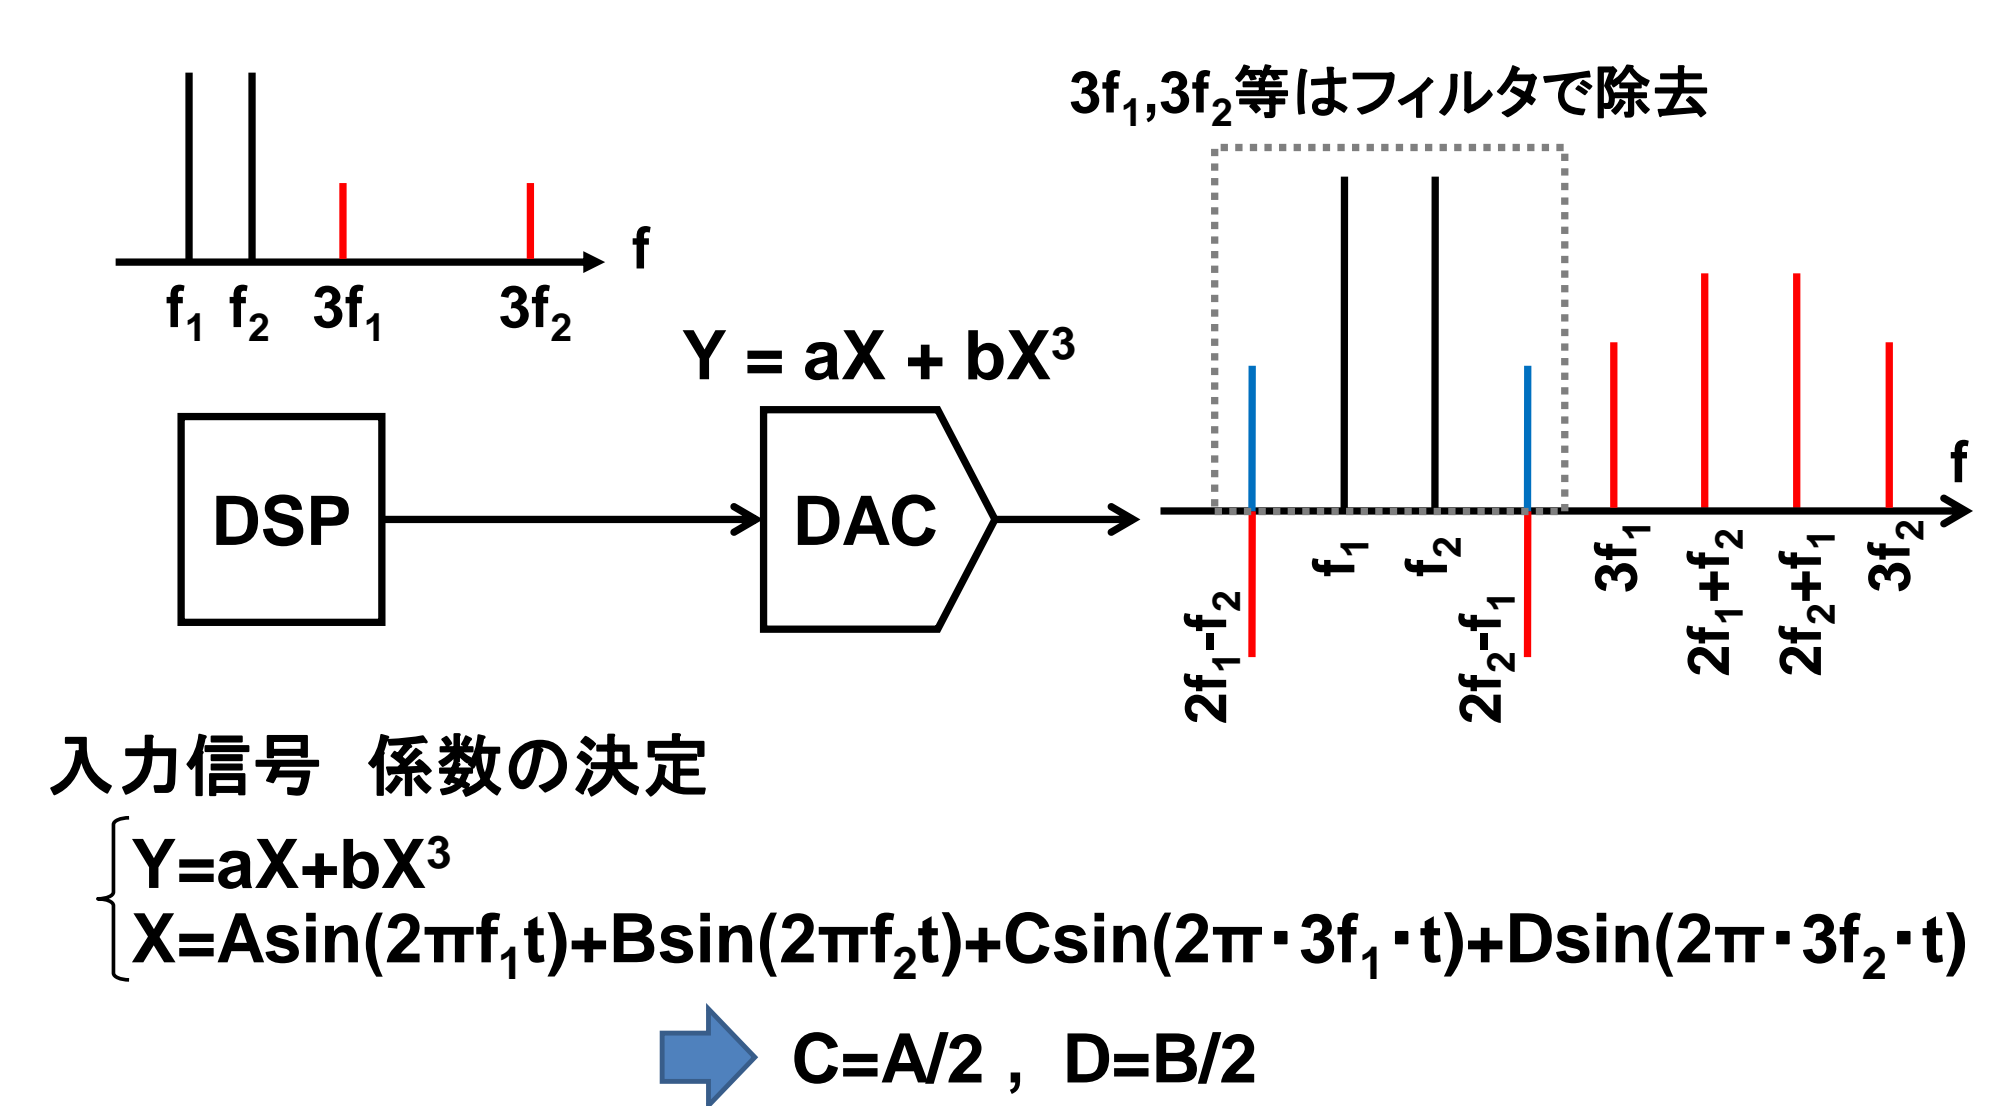 3f₁,3f₂等はフィルタで除去
f
f₁ f₂ 3f₁ 3f₂
Y = aX + bX³
DSP
DAC
f
2f₁-f₂
f₁
f₂
2f₂-f₁
3f₁
2f₁+f₂
2f₂+f₁
3f₂
入力信号 係数の決定
Y=aX+bX³
X=Asin(2πf₁t)+Bsin(2πf₂t)+Csin(2π・3f₁・t)+Dsin(2π・3f₂・t)
C=A/2 , D=B/2